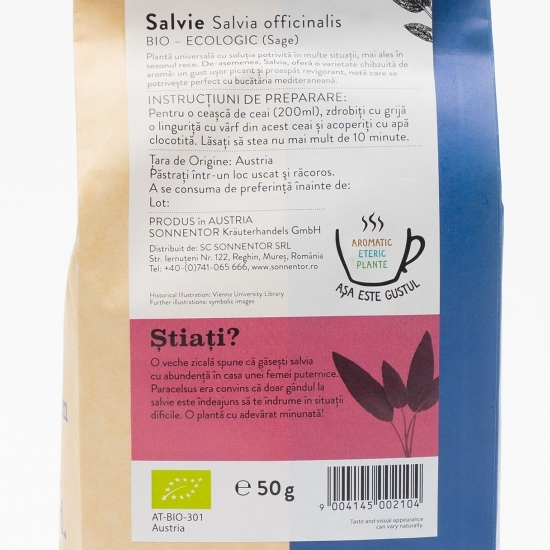 Salvie Salvia officinalis
BIO – ECOLOGIC (Sage)
Plantă universală cu soluția potrivită în multe situații, mai ales în
sezonul rece. De-asemenea, Salvia, oferă o varietate chibzuită de
aromă: un gust ușor picant și proaspăt revigorant, notă care se
potrivește perfect cu bucătăria mediteraneană.
INSTRUCȚIUNI DE PREPARARE:
Pentru o ceașcă de ceai (200ml), zdrobiți cu grijă
o linguriță cu vârf din acest ceai și acoperiți cu apă
clocotită. Lăsați să stea nu mai mult de 10 minute.
Țara de Origine: Austria
Păstrați într-un loc uscat și răcoros.
A se consuma de preferință înainte de:
Lot:
PRODUS în AUSTRIA
SONNENTOR Kräuterhandels GmbH
Distribuit de: SC SONNENTOR SRL
Str. Iernuțeni Nr. 122, Reghin, Mureș, România
Tel: +40-(0)741-065 666, www.sonnentor.ro
AROMATIC
ETERIC
PLANTE
AȘA ESTE GUSTUL
Historical Illustration: Vienna University Library
Further illustrations: symbolic images
Știați?
O veche zicală spune că găsești salvia
cu abundență în casa unei femei puternice.
Paracelsus era convins că doar gândul la
salvie este îndeajuns să te îndrume în situații
dificile. O plantă cu adevărat minunată!
AT-BIO-301
Austria
℮ 50 g
9 004145 002104
Taste and visual appearance
can vary naturally.